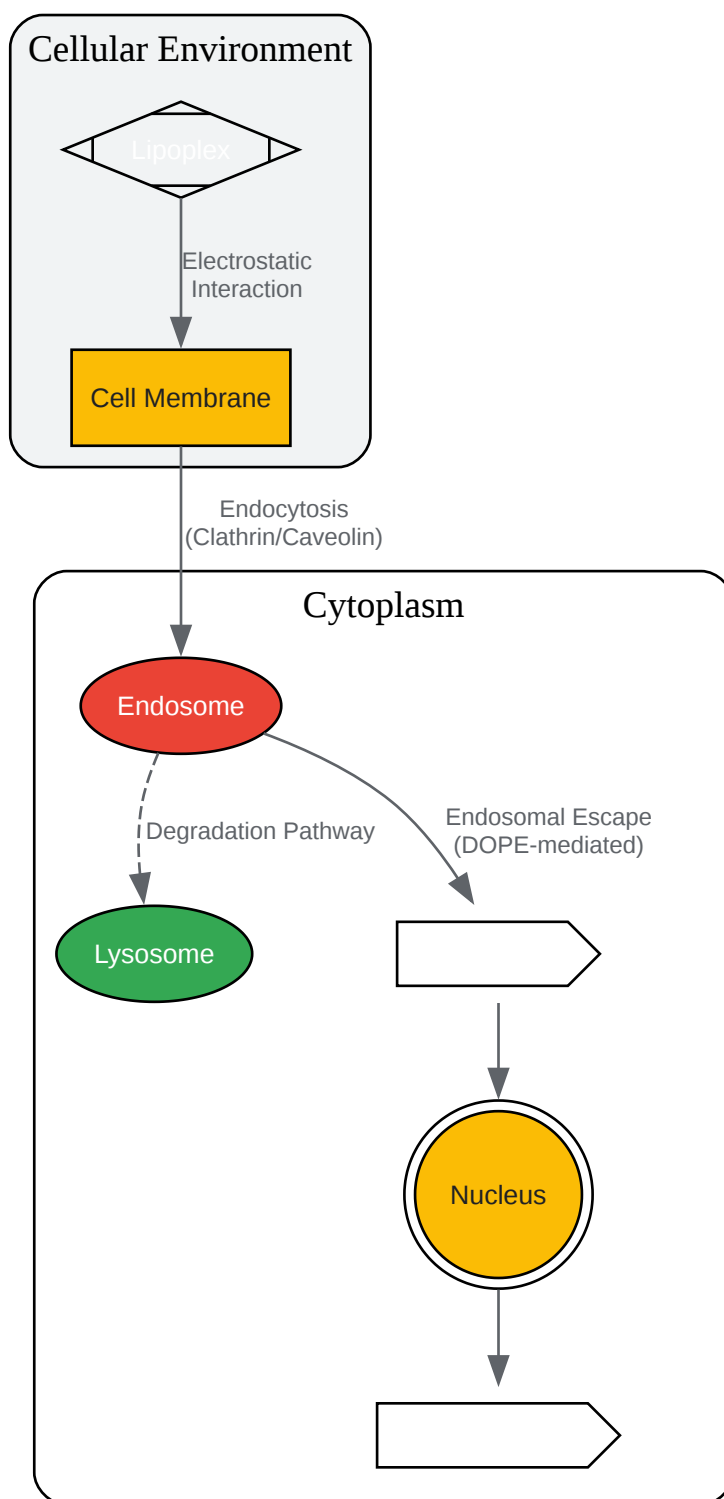 Cellular Environment
Lipoplex
Electrostatic
Interaction
Cell Membrane
Endocytosis
(Clathrin/Caveolin)
Cytoplasm
Endosome
Degradation Pathway
Endosomal Escape
(DOPE-mediated)
Lysosome
Nucleus